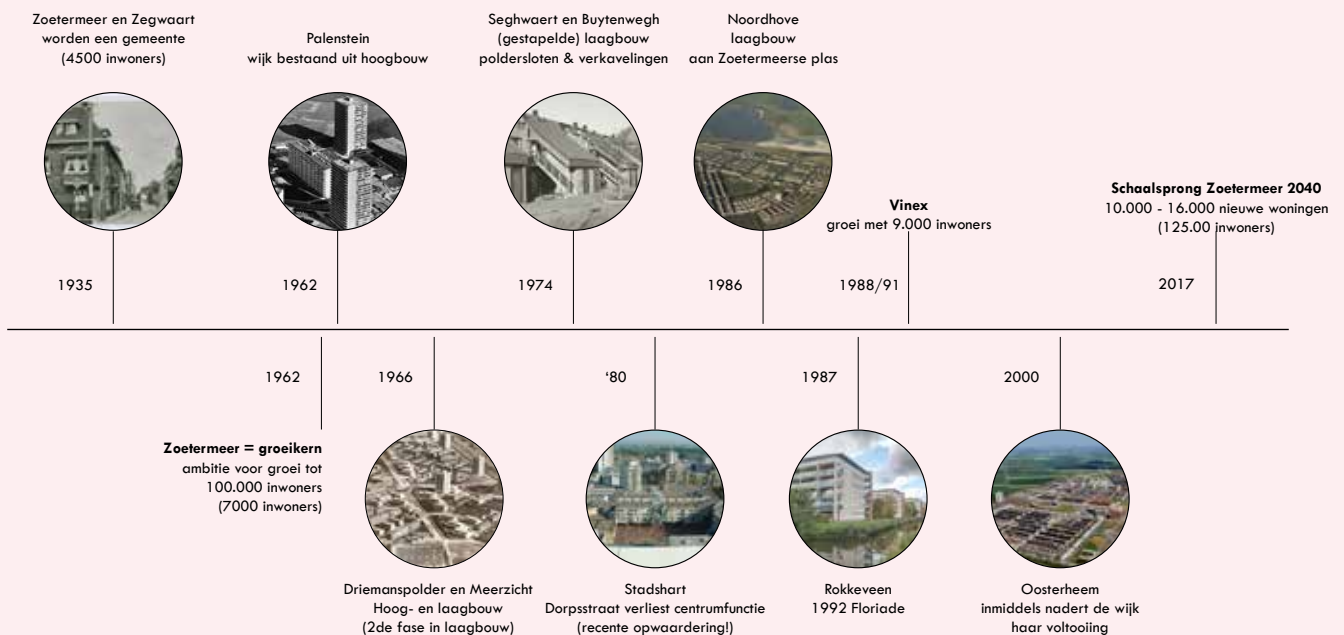 Zoetermeer en Zegwaart
worden een gemeente
(4500 inwoners)
1935
Palenstein
wijk bestaand uit hoogbouw
1962
Seghwaert en Buytenwegh
(gestapelde) laagbouw
poldersloten & verkavelingen
1974
Noordhove
laagbouw
aan Zoetermeerse plas
1986
Vinex
groei met 9.000 inwoners
1988/91
Schaalsprong Zoetermeer 2040
10.000 - 16.000 nieuwe woningen
(125.00 inwoners)
2017
1962
Zoetermeer = groeikern
ambitie voor groei tot
100.000 inwoners
(7000 inwoners)
1966
Driemanspolder en Meerzicht
Hoog- en laagbouw
(2de fase in laagbouw)
‘80
Stadshart
Dorpsstraat verliest centrumfunctie
(recente opwaardering!)
1987
Rokkeveen
1992 Floriade
2000
Oosterheem
inmiddels nadert de wijk
haar voltooiing